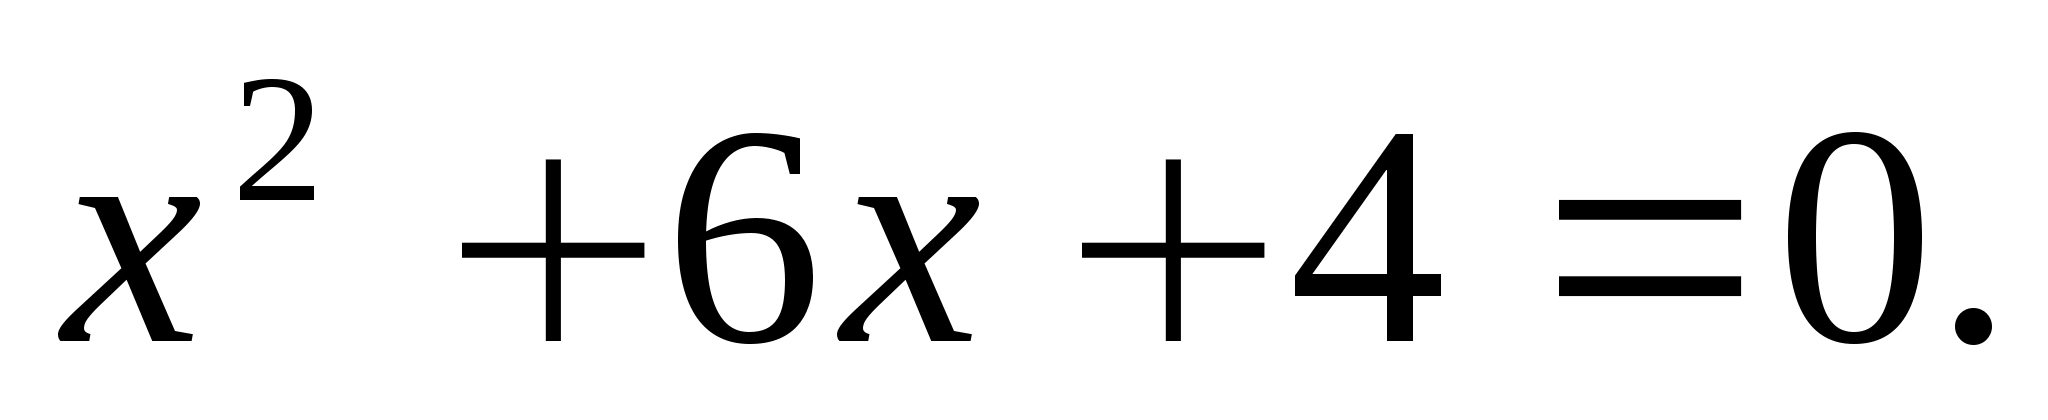 x² +6x +4 =0.